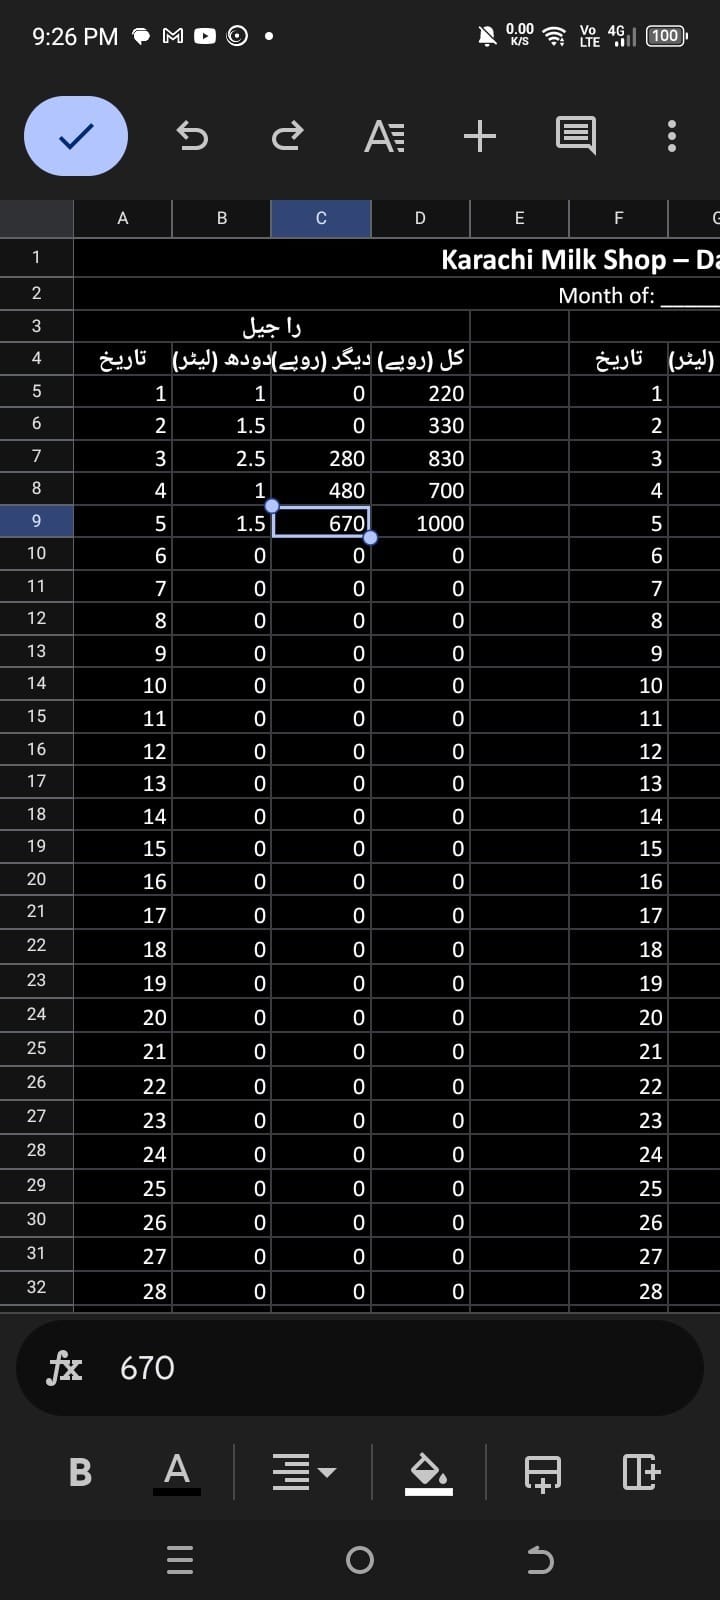 9:26 PM 0.00 K/S Vo LTE 4G 100
A B C D E F
1 Karachi Milk Shop – Da
2 Month of: ______
3 را جیل
4 تاریخ دودھ (لیٹر) دیگر (روپے) کل (روپے) تاریخ (لیٹر)
5 1 1 0 220 1
6 2 1.5 0 330 2
7 3 2.5 280 830 3
8 4 1 480 700 4
9 5 1.5 670 1000 5
10 6 0 0 0 6
11 7 0 0 0 7
12 8 0 0 0 8
13 9 0 0 0 9
14 10 0 0 0 10
15 11 0 0 0 11
16 12 0 0 0 12
17 13 0 0 0 13
18 14 0 0 0 14
19 15 0 0 0 15
20 16 0 0 0 16
21 17 0 0 0 17
22 18 0 0 0 18
23 19 0 0 0 19
24 20 0 0 0 20
25 21 0 0 0 21
26 22 0 0 0 22
27 23 0 0 0 23
28 24 0 0 0 24
29 25 0 0 0 25
30 26 0 0 0 26
31 27 0 0 0 27
32 28 0 0 0 28
fx 670
B A